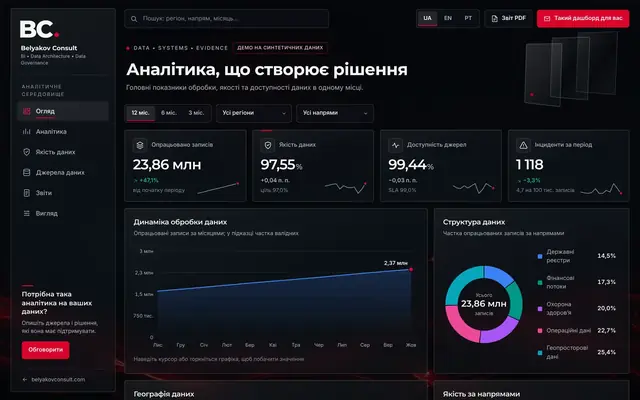 BC.
Belyakov Consult
BI • Data Architecture • Data
Governance
АНАЛІТИЧНЕ
СЕРЕДОВИЩЕ
Огляд
Аналітика
Якість даних
Джерела даних
Звіти
Вигляд
Потрібна така
аналітика на ваших
даних?
Опишіть джерела і рішення,
які вона має підтримувати.
Обговорити
← belyakovconsult.com
Пошук: регіон, напрям, місяць...
UA EN PT
Звіт PDF
Такий дашборд для вас
DATA • SYSTEMS • EVIDENCE
ДЕМО НА СИНТЕТИЧНИХ ДАНИХ
Аналітика, що створює рішення
Головні показники обробки, якості та доступності даних в одному місці.
12 міс. 6 міс. 3 міс.
Усі регіони
Усі напрями
Опрацьовано записів
23,86 млн
+47,1%
від початку періоду
Якість даних
97,55%
+0,04 п. п.
ціль 97,0%
Доступність джерел
99,44%
+0,03 п. п.
SLA 99,0%
Інциденти за період
1 118
-3,3%
4,7 на 100 тис. записів
Динаміка обробки даних
Опрацьовані записи за місяцями; у підказці частка валідних
3 млн
2,3 млн
1,5 млн
750 тис.
0
2,37 млн
Лис Гру Січ Лют Бер Кві Тра Чер Лип Сер Вер Жов
Наведіть курсор або торкніться графіка, щоб побачити значення
Структура даних
Частка опрацьованих записів за напрямами
Усього
23,86 млн
записів
Державні
реєстри
14,5%
Фінансові
потоки
17,3%
Охорона
здоров'я
20,0%
Операційні дані
22,7%
Геопросторові
дані
25,4%
Географія даних
Якість за напрямами